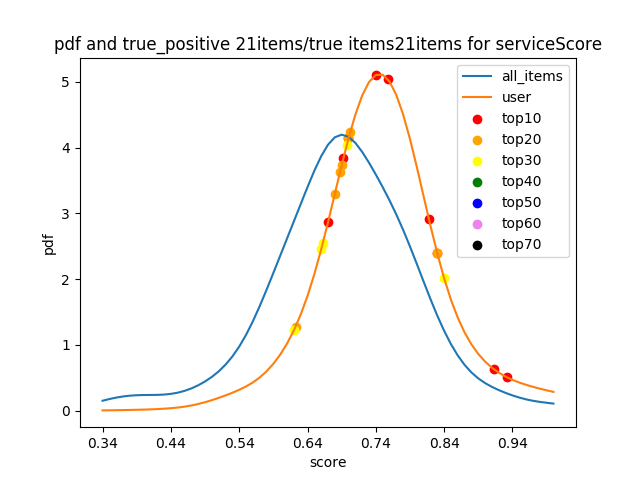 pdf and true_positive 21items/true items21items for serviceScore
all_items
user
top10
top20
top30
top40
top50
top60
top70
pdf
5
4
3
2
1
0
0.34 0.44 0.54 0.64 0.74 0.84 0.94
score